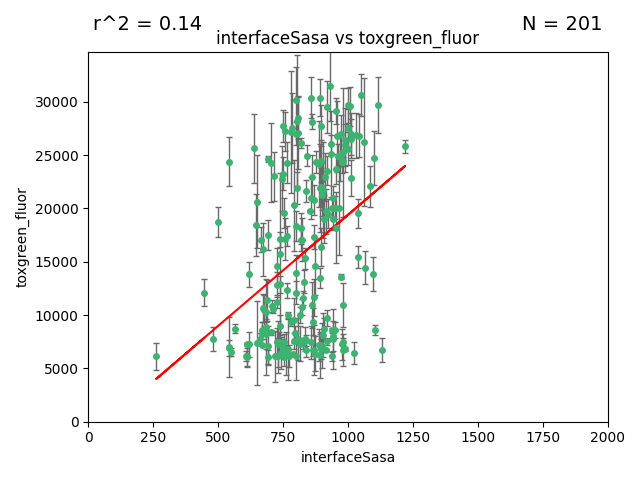 r^2 = 0.14
N = 201
interfaceSasa vs toxgreen_fluor
toxgreen_fluor
30000
25000
20000
15000
10000
5000
0
0 250 500 750 1000 1250 1500 1750 2000
interfaceSasa